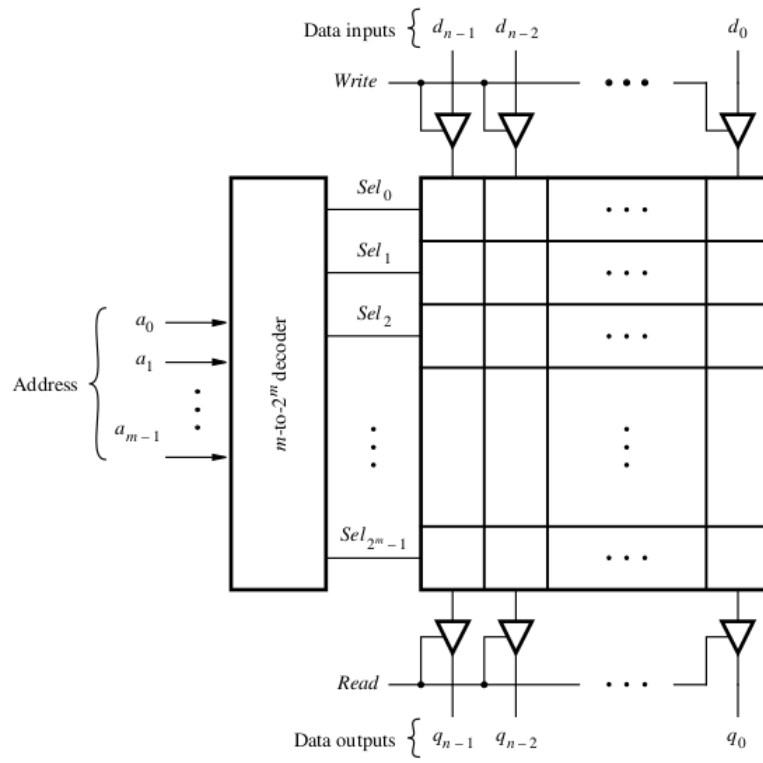 Data inputs d_{n−1} d_{n−2} d_0
Write
Sel_0
Sel_1
Sel_2
a_0
a_1
Address
a_{m−1}
m-to-2^m decoder
Sel_{2^m−1}
Read
Data outputs q_{n−1} q_{n−2} q_0